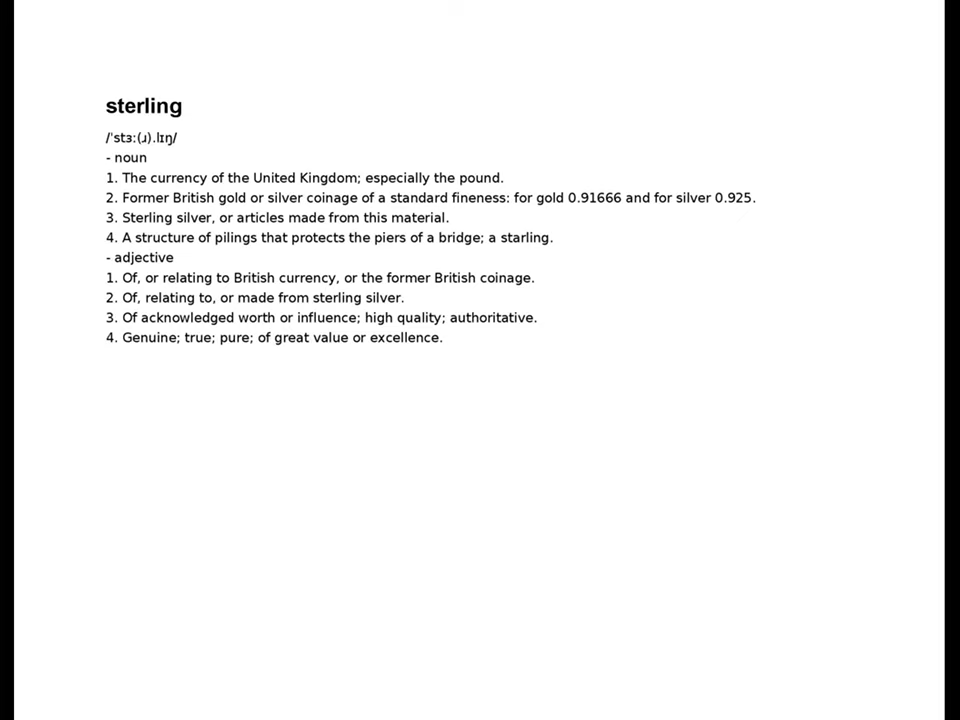 sterling
/ˈstɜː(ɹ).lɪŋ/
- noun
1. The currency of the United Kingdom; especially the pound.
2. Former British gold or silver coinage of a standard fineness: for gold 0.91666 and for silver 0.925.
3. Sterling silver, or articles made from this material.
4. A structure of pilings that protects the piers of a bridge; a starling.
- adjective
1. Of, or relating to British currency, or the former British coinage.
2. Of, relating to, or made from sterling silver.
3. Of acknowledged worth or influence; high quality; authoritative.
4. Genuine; true; pure; of great value or excellence.